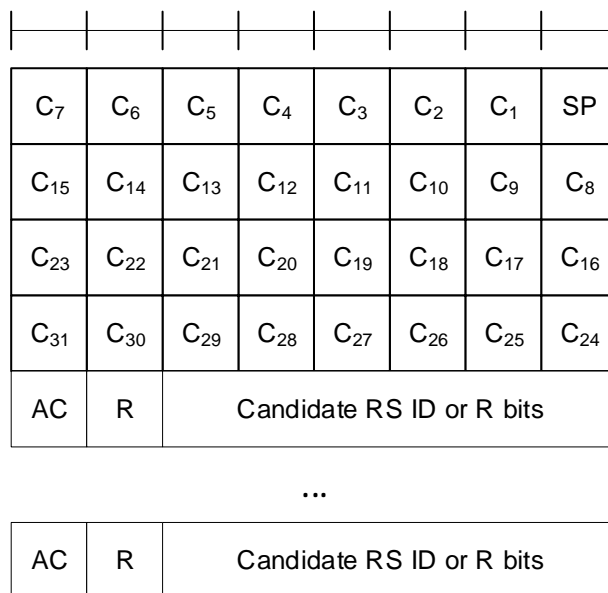 C₇ C₆ C₅ C₄ C₃ C₂ C₁ SP
C₁₅ C₁₄ C₁₃ C₁₂ C₁₁ C₁₀ C₉ C₈
C₂₃ C₂₂ C₂₁ C₂₀ C₁₉ C₁₈ C₁₇ C₁₆
C₃₁ C₃₀ C₂₉ C₂₈ C₂₇ C₂₆ C₂₅ C₂₄
AC R Candidate RS ID or R bits
...
AC R Candidate RS ID or R bits